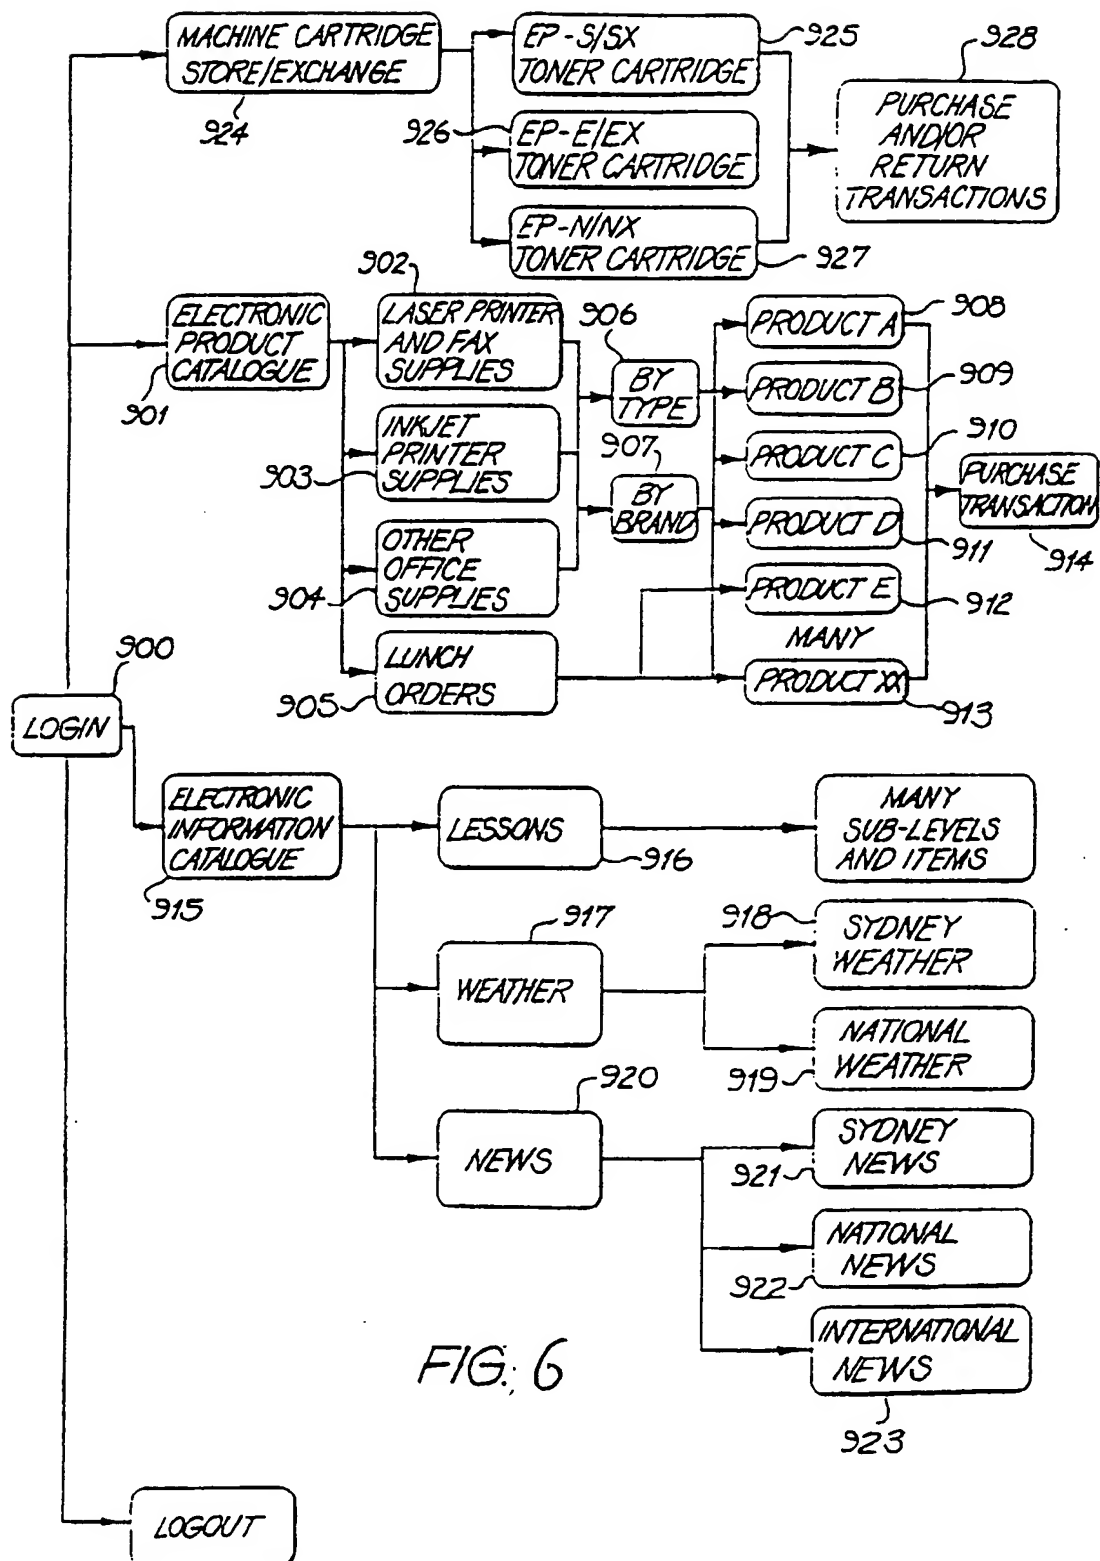 MACHINE CARTRIDGE
STORE/EXCHANGE
924
EP-S/SX
TONER CARTRIDGE
925
926
EP-E/EX
TONER CARTRIDGE
EP-N/NX
TONER CARTRIDGE
927
928
PURCHASE
AND/OR
RETURN
TRANSACTIONS
ELECTRONIC
PRODUCT
CATALOGUE
901
902
LASER PRINTER
AND FAX
SUPPLIES
INKJET
PRINTER
SUPPLIES
903
OTHER
OFFICE
SUPPLIES
904
LUNCH
ORDERS
905
906
BY
TYPE
907
BY
BRAND
PRODUCT A
908
PRODUCT B
909
PRODUCT C
910
PRODUCT D
911
PRODUCT E
912
MANY
PRODUCT XX
913
PURCHASE
TRANSACTION
914
900
LOGIN
ELECTRONIC
INFORMATION
CATALOGUE
915
LESSONS
916
MANY
SUB-LEVELS
AND ITEMS
917
WEATHER
918
SYDNEY
WEATHER
NATIONAL
WEATHER
919
920
NEWS
SYDNEY
NEWS
921
NATIONAL
NEWS
922
INTERNATIONAL
NEWS
923
FIG; 6
LOGOUT